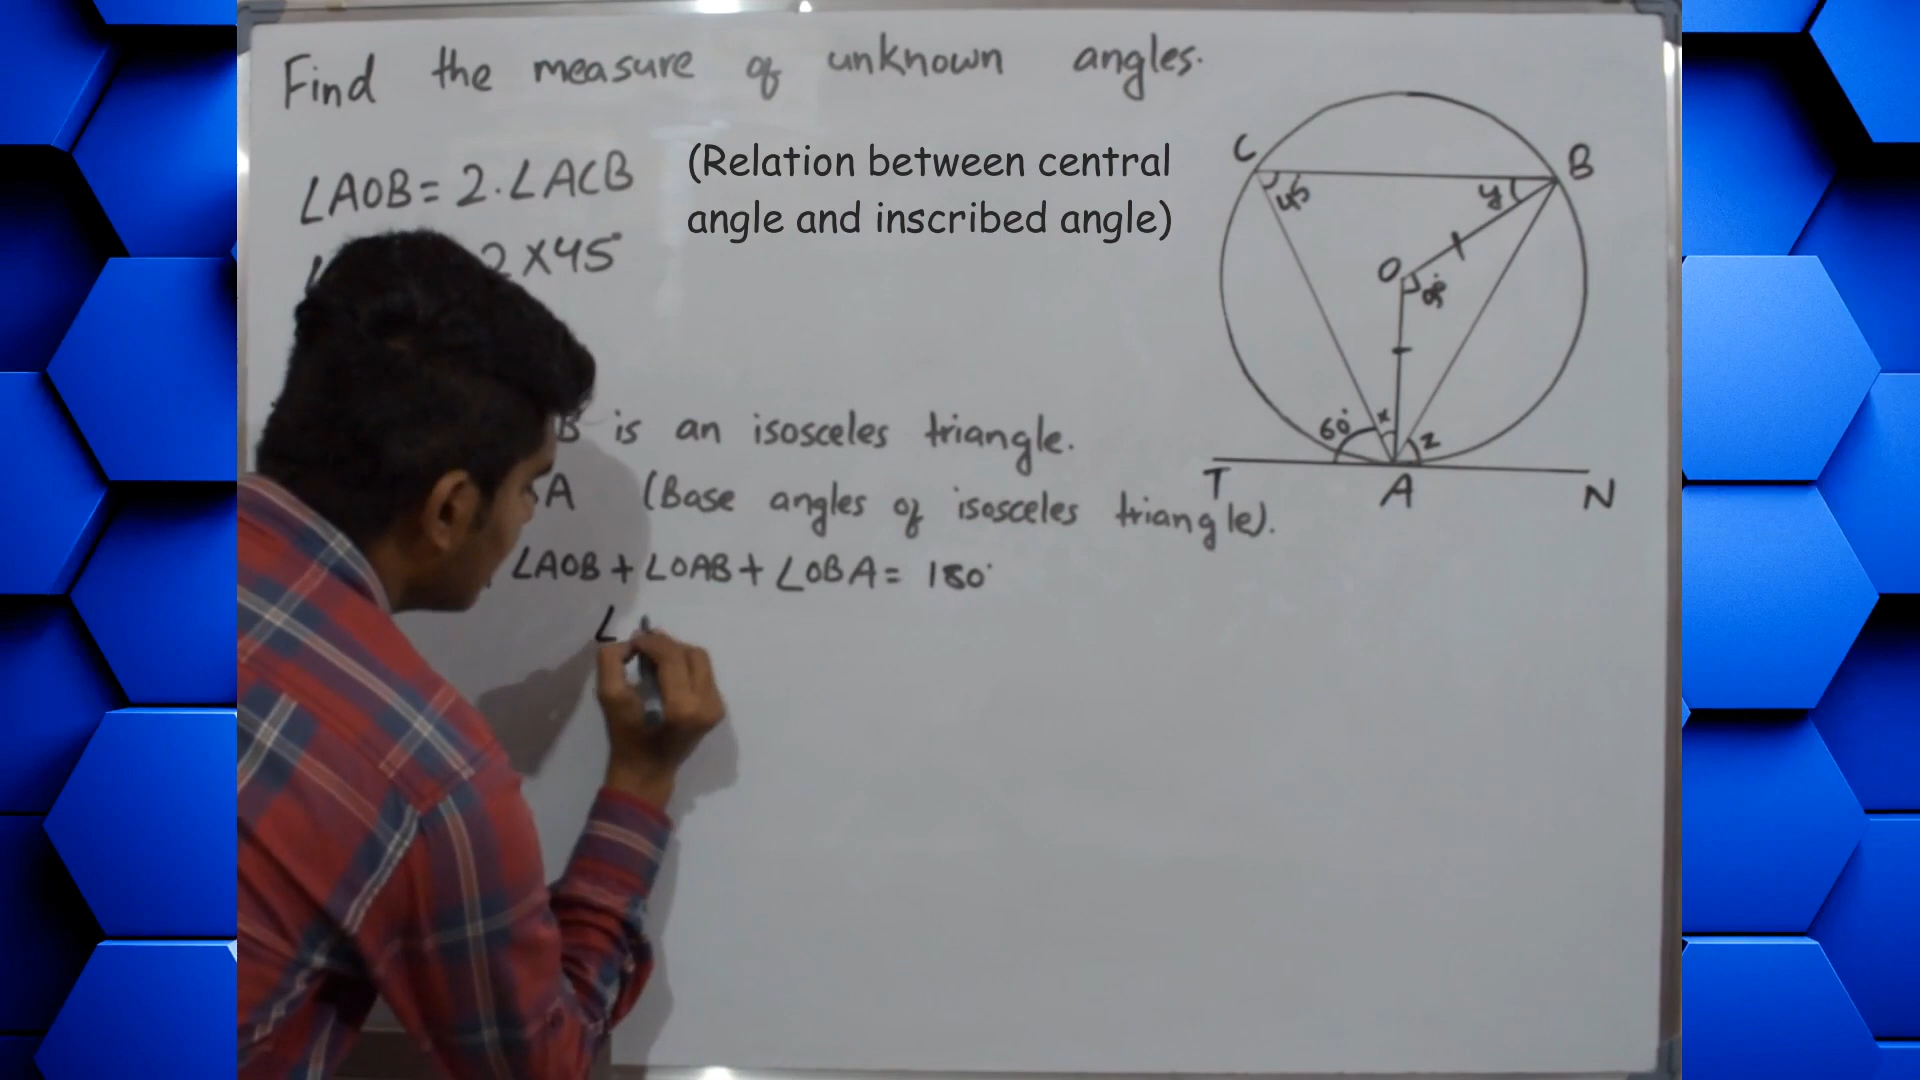 Find the measure of unknown angles.
∠AOB = 2.∠ACB
(Relation between central
angle and inscribed angle)
2 X 45°
B is an isosceles triangle.
A (Base angles of isosceles triangle).
∠AOB + ∠OAB + ∠OBA = 180°
∠
C
B
45°
y
O
90°
60°
x
z
T
A
N